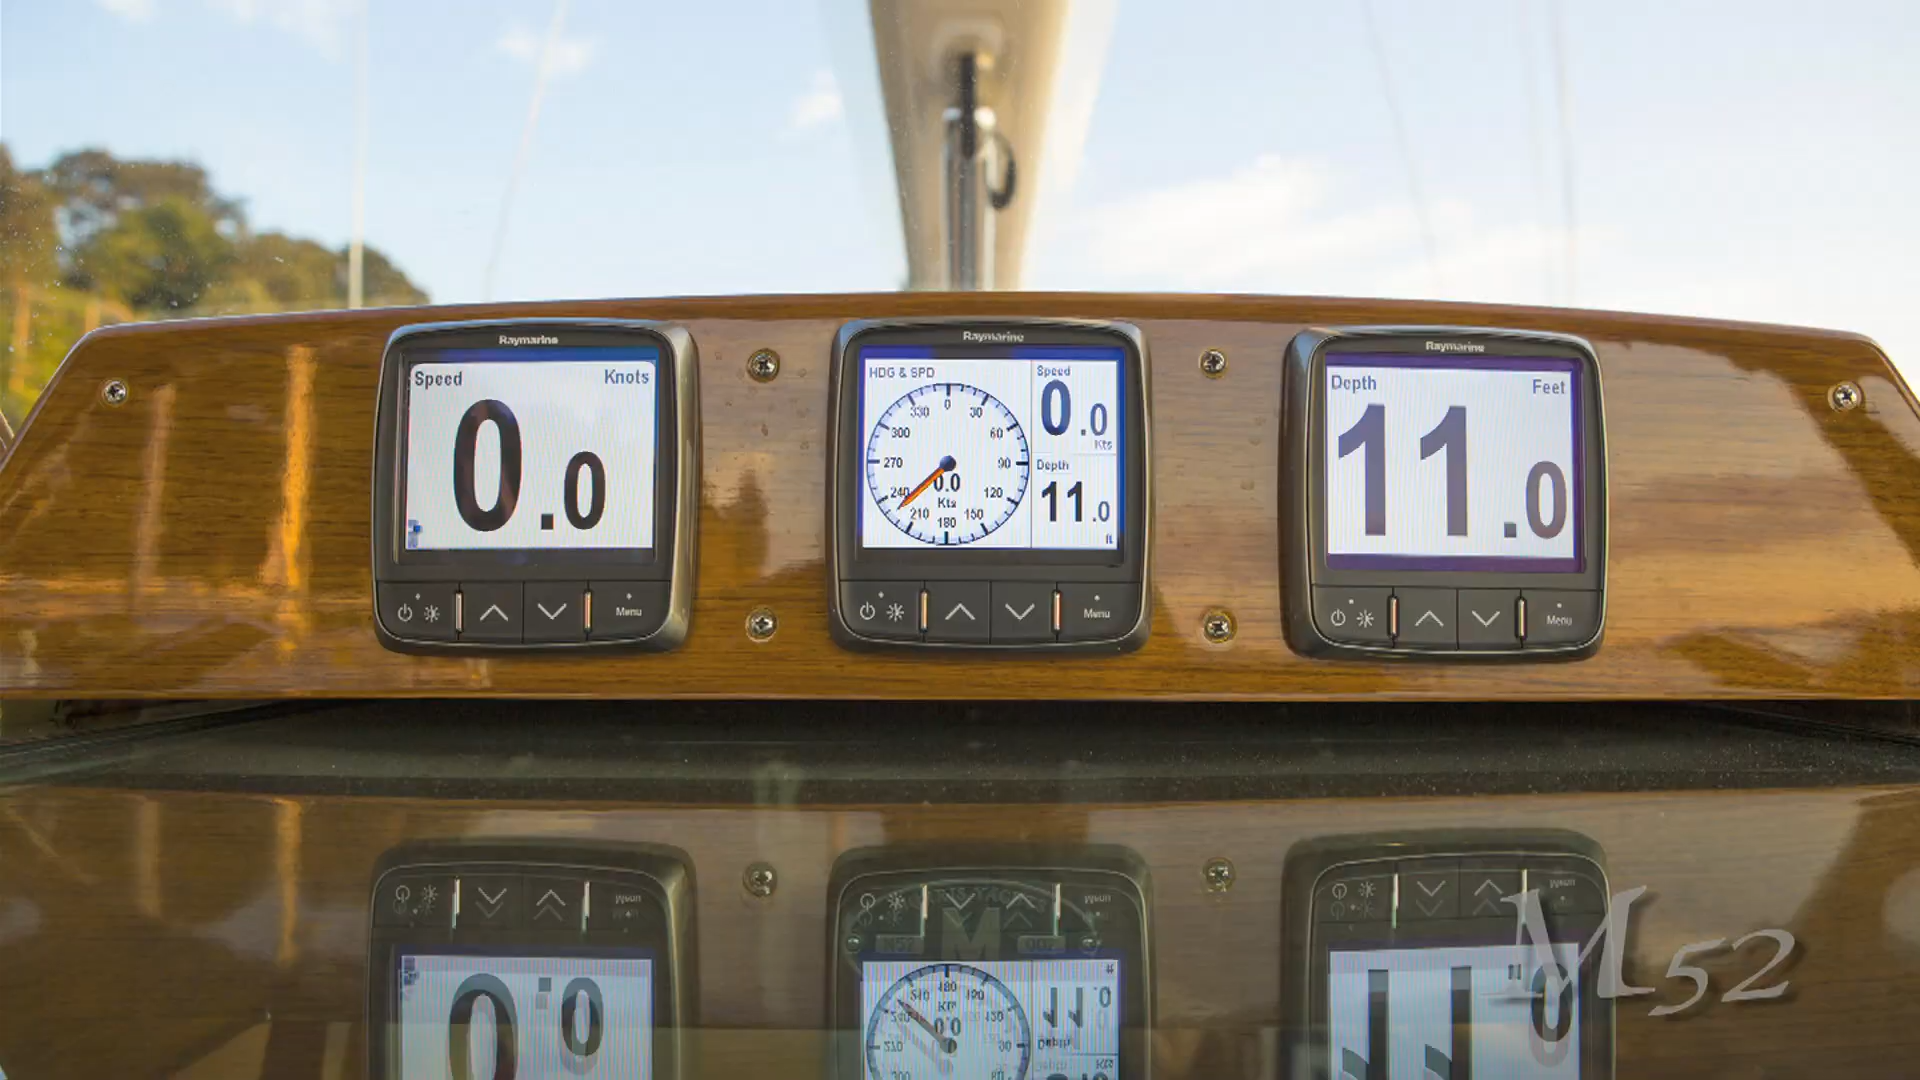 Raymarine
Speed Knots
0.0
Menu
Raymarine
HDG & SPD
0
30
60
90
120
150
180
210
240
270
300
330
0.0
Kts
Speed
0.0
Kts
Depth
11.0
ft
Menu
Raymarine
Depth Feet
11.0
Menu
M52